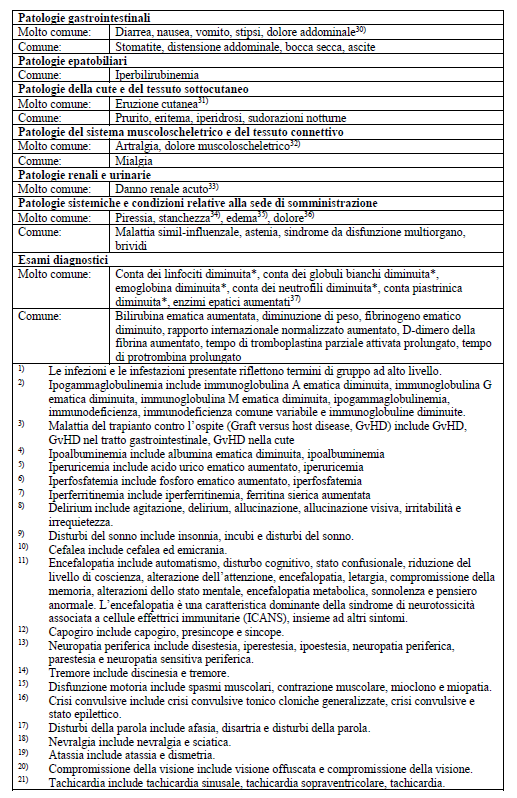 Patologie gastrointestinali
Molto comune: Diarrea, nausea, vomito, stipsi, dolore addominale30)
Comune: Stomatite, distensione addominale, bocca secca, ascite
Patologie epatobiliari
Comune: Iperbilirubinemia
Patologie della cute e del tessuto sottocutaneo
Molto comune: Eruzione cutanea31)
Comune: Prurito, eritema, iperidrosi, sudorazioni notturne
Patologie del sistema muscoloscheletrico e del tessuto connettivo
Molto comune: Artralgia, dolore muscoloscheletrico32)
Comune: Mialgia
Patologie renali e urinarie
Molto comune: Danno renale acuto33)
Patologie sistemiche e condizioni relative alla sede di somministrazione
Molto comune: Piressia, stanchezza34), edema35), dolore36)
Comune: Malattia simil-influenzale, astenia, sindrome da disfunzione multiorgano,
brividi
Esami diagnostici
Molto comune: Conta dei linfociti diminuita*, conta dei globuli bianchi diminuita*,
emoglobina diminuita*, conta dei neutrofili diminuita*, conta piastrinica
diminuita*, enzimi epatici aumentati37)
Comune: Bilirubina ematica aumentata, diminuzione di peso, fibrinogeno ematico
diminuito, rapporto internazionale normalizzato aumentato, D-dimero della
fibrina aumentato, tempo di tromboplastina parziale attivata prolungato, tempo
di protrombina prolungato
1) Le infezioni e le infestazioni presentate riflettono termini di gruppo ad alto livello.
2) Ipogammaglobulinemia include immunoglobulina A ematica diminuita, immunoglobulina G
ematica diminuita, immunoglobulina M ematica diminuita, ipogammaglobulinemia,
immunodeficienza, immunodeficienza comune variabile e immunoglobuline diminuite.
3) Malattia del trapianto contro l'ospite (Graft versus host disease, GvHD) include GvHD,
GvHD nel tratto gastrointestinale, GvHD nella cute
4) Ipoalbuminemia include albumina ematica diminuita, ipoalbuminemia
5) Iperuricemia include acido urico ematico aumentato, iperuricemia
6) Iperfosfatemia include fosforo ematico aumentato, iperfosfatemia
7) Iperferritinemia include iperferritinemia, ferritina sierica aumentata
8) Delirium include agitazione, delirium, allucinazione, allucinazione visiva, irritabilità e
irrequietezza.
9) Disturbi del sonno include insonnia, incubi e disturbi del sonno.
10) Cefalea include cefalea ed emicrania.
11) Encefalopatia include automatismo, disturbo cognitivo, stato confusionale, riduzione del
livello di coscienza, alterazione dell'attenzione, encefalopatia, letargia, compromissione della
memoria, alterazioni dello stato mentale, encefalopatia metabolica, sonnolenza e pensiero
anormale. L'encefalopatia è una caratteristica dominante della sindrome di neurotossicità
associata a cellule effettrici immunitarie (ICANS), insieme ad altri sintomi.
12) Capogiro include capogiro, presincope e sincope.
13) Neuropatia periferica include disestesia, iperestesia, ipoestesia, neuropatia periferica,
parestesia e neuropatia sensitiva periferica.
14) Tremore include discinesia e tremore.
15) Disfunzione motoria include spasmi muscolari, contrazione muscolare, mioclono e miopatia.
16) Crisi convulsive include crisi convulsive tonico cloniche generalizzate, crisi convulsive e
stato epilettico.
17) Disturbi della parola include afasia, disartria e disturbi della parola.
18) Nevralgia include nevralgia e sciatica.
19) Atassia include atassia e dismetria.
20) Compromissione della visione include visione offuscata e compromissione della visione.
21) Tachicardia include tachicardia sinusale, tachicardia sopraventricolare, tachicardia.